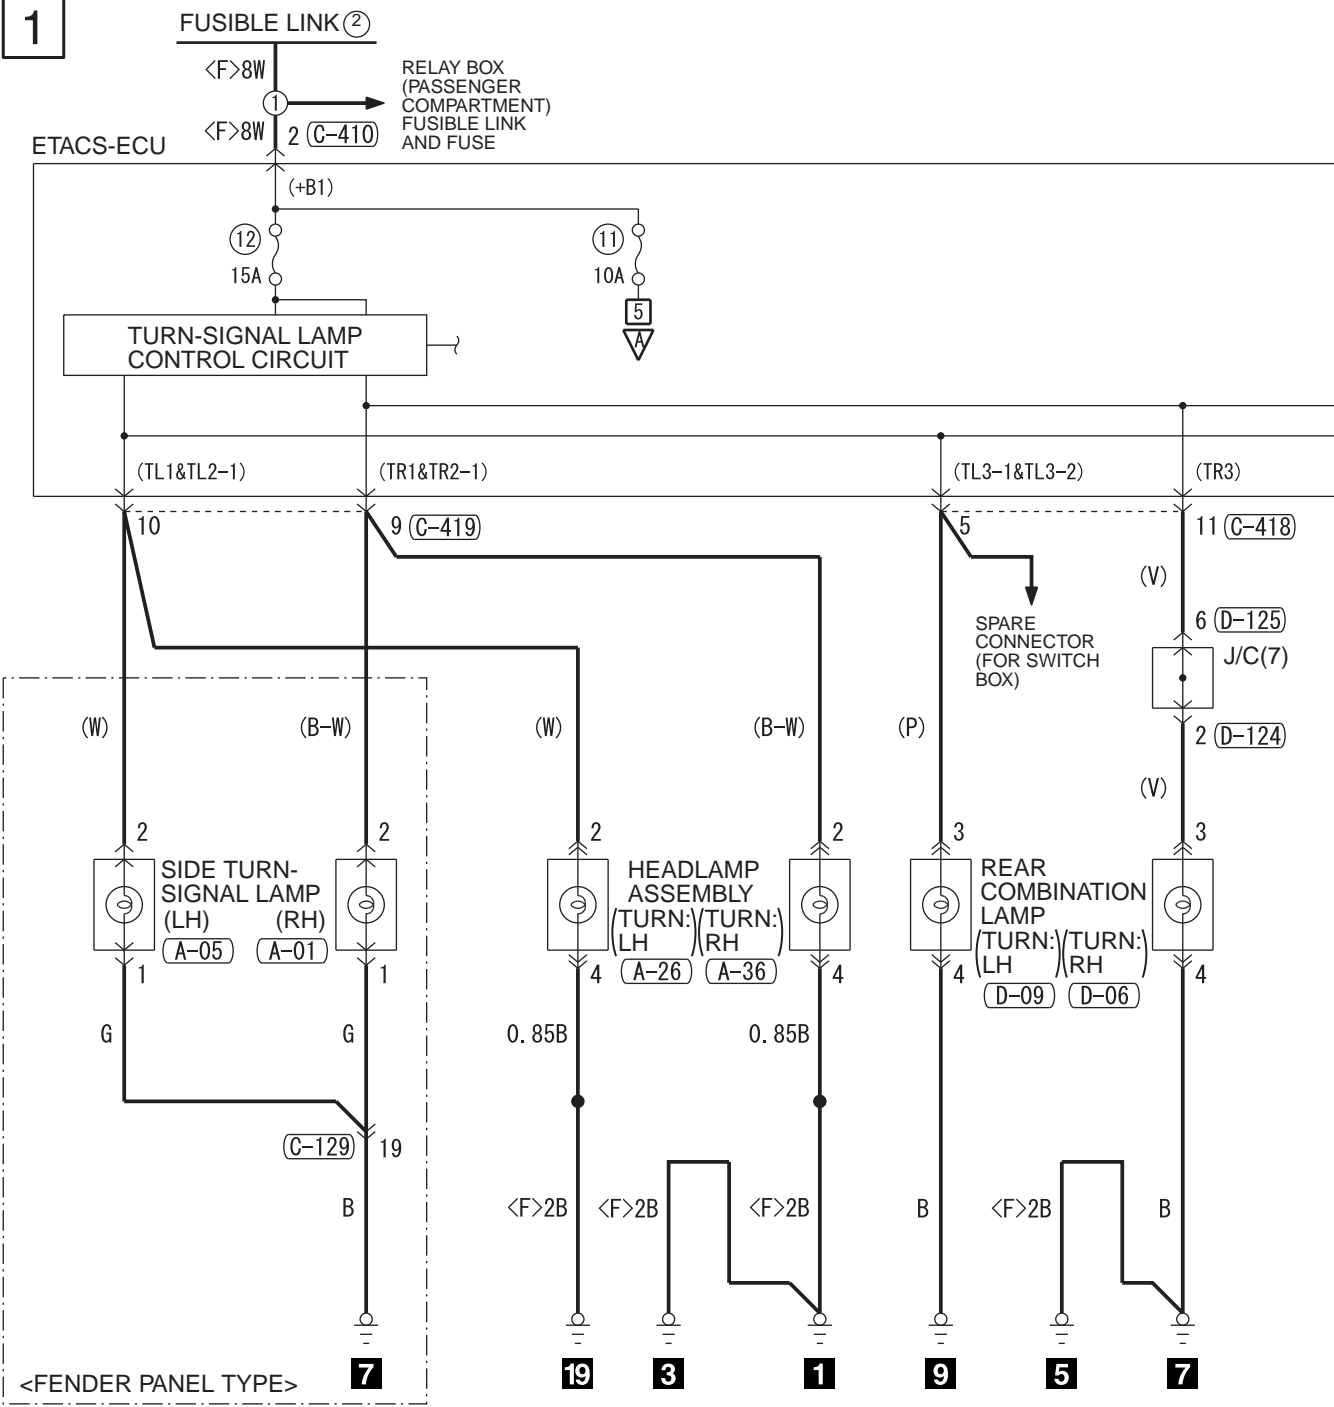 1
FUSIBLE LINK ②
<F>8W
①
RELAY BOX
(PASSENGER
COMPARTMENT)
FUSIBLE LINK
AND FUSE
<F>8W
2 C-410
ETACS-ECU
(+B1)
⑫
15A
⑪
10A
5
A
TURN-SIGNAL LAMP
CONTROL CIRCUIT
(TL1&TL2-1)
(TR1&TR2-1)
(TL3-1&TL3-2)
(TR3)
10
9 C-419
5
11 C-418
(V)
SPARE
CONNECTOR
(FOR SWITCH
BOX)
6 D-125
J/C(7)
2 D-124
(W)
(B-W)
(W)
(B-W)
(P)
(V)
2
2
2
2
3
3
SIDE TURN-
SIGNAL LAMP
(LH) (RH)
A-05 A-01
HEADLAMP
ASSEMBLY
(TURN: LH) (TURN: RH)
A-26 A-36
REAR
COMBINATION
LAMP
(TURN: LH) (TURN: RH)
D-09 D-06
1
1
4
4
4
4
G
G
0.85B
0.85B
C-129 19
B
<F>2B
<F>2B
<F>2B
B
<F>2B
B
<FENDER PANEL TYPE>
7
19
3
1
9
5
7